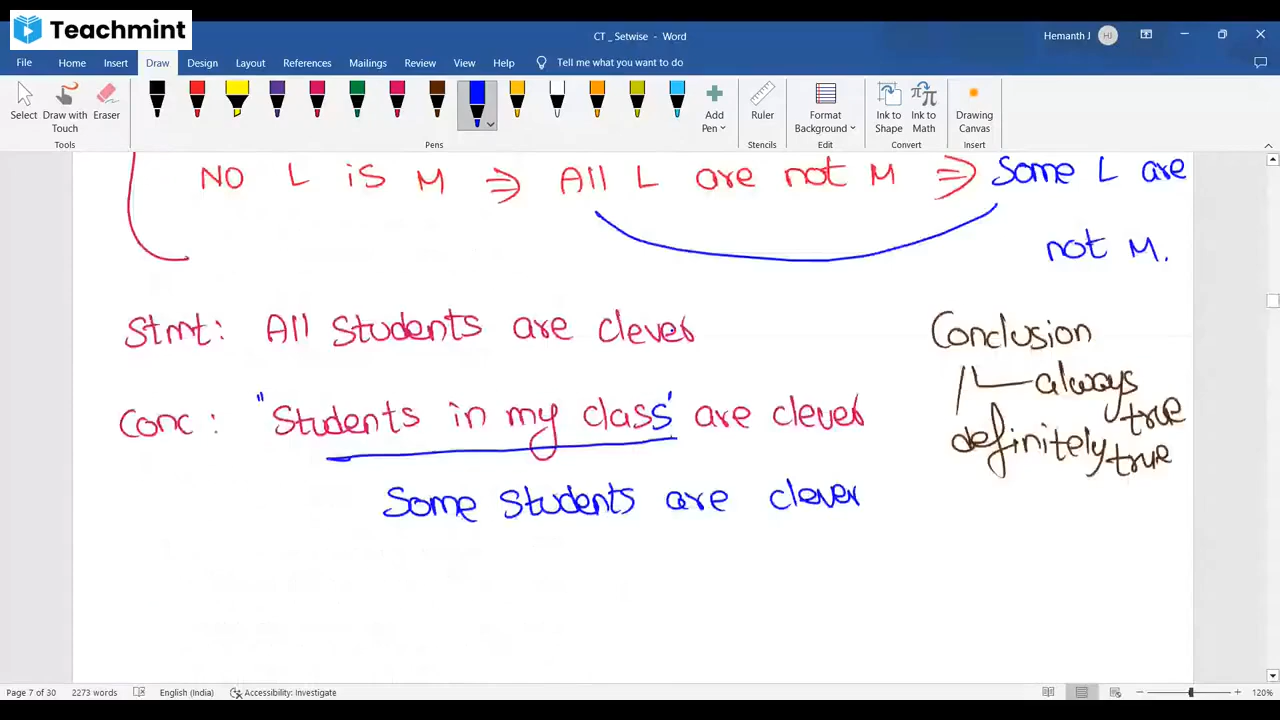 Teachmint
CT _ Setwise - Word
Hemanth J
HJ
File Home Insert Draw Design Layout References Mailings Review View Help Tell me what you want to do
Select
Draw with Touch
Eraser
Add Pen
Ruler
Format Background
Ink to Shape
Ink to Math
Drawing Canvas
Tools
Pens
Stencils
Edit
Convert
Insert
NO L is M ⇒ All L are not M ⇒ Some L are
not M.
Stmt: All Students are clever
Conc: "Students in my class" are clever
Some Students are clever
Conclusion
always true
definitely true
Page 7 of 30 2273 words English (India) Accessibility: Investigate 120%